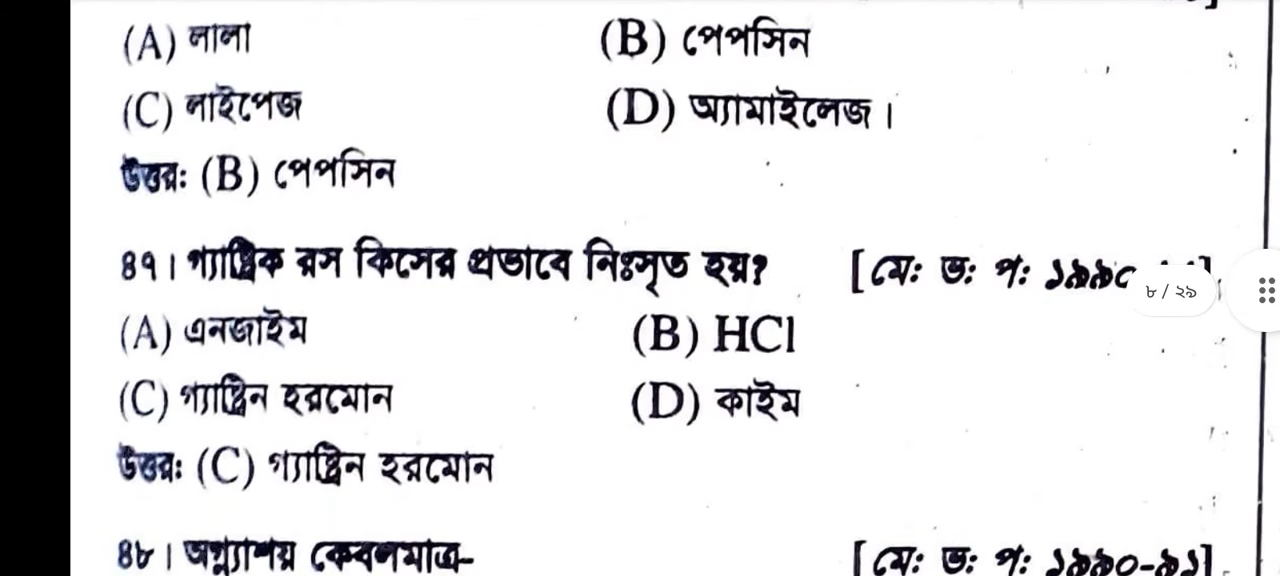 (A) লালা (B) পেপসিন
(C) লাইপেজ (D) অ্যামাইলেজ।
উত্তর: (B) পেপসিন
৪৭। গ্যাস্ট্রিক রস কিসের প্রভাবে নিঃসৃত হয়? [ মে: ভ: প: ১৯৯০
৮ / ২৯
(A) এনজাইম (B) HCl
(C) গ্যাস্ট্রিন হরমোন (D) কাইম
উত্তর: (C) গ্যাস্ট্রিন হরমোন
৪৮। অগ্ন্যাশয় কেবলমাত্র- [ মে: ভ: প: ১৯৯০-৯১]